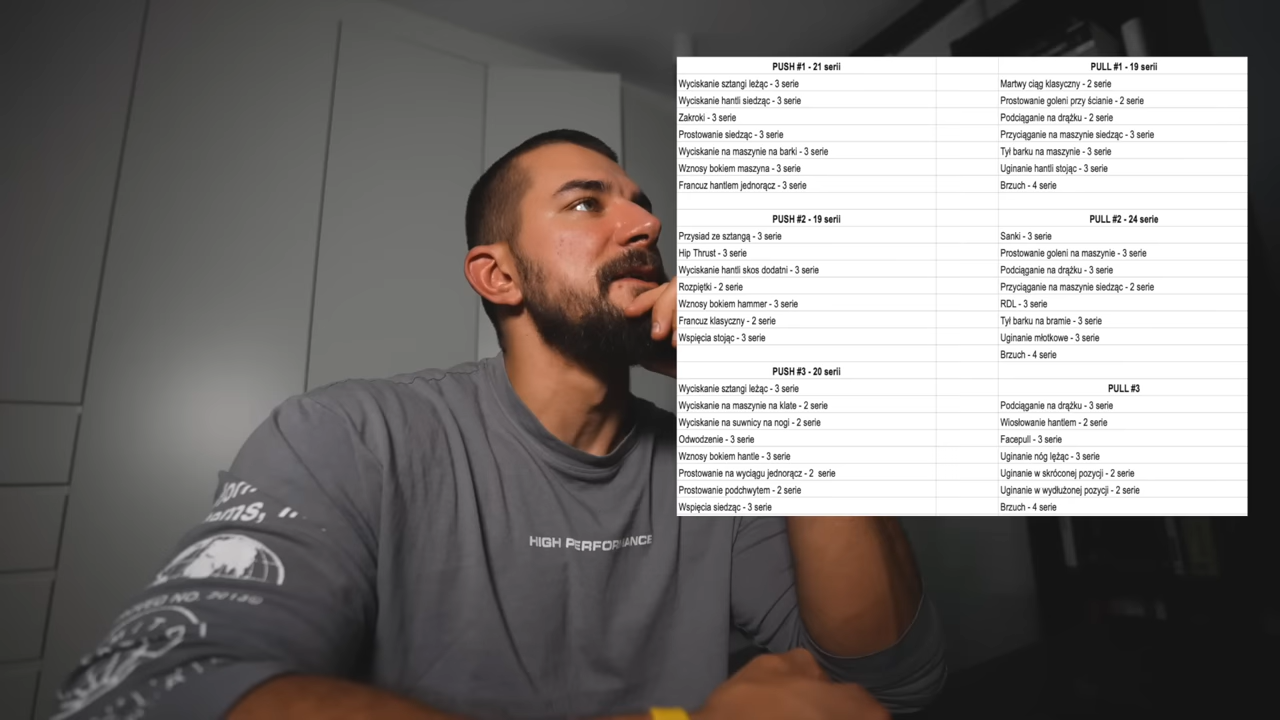 PUSH #1 - 21 serii
Wyciskanie sztangi leżąc - 3 serie
Wyciskanie hantli siedząc - 3 serie
Zakroki - 3 serie
Prostowanie siedząc - 3 serie
Wyciskanie na maszynie na barki - 3 serie
Wznosy bokiem maszyna - 3 serie
Francuz hantlem jednorącz - 3 serie
PUSH #2 - 19 serii
Przysiad ze sztangą - 3 serie
Hip Thrust - 3 serie
Wyciskanie hantli skos dodatni - 3 serie
Rozpiętki - 2 serie
Wznosy bokiem hammer - 3 serie
Francuz klasyczny - 2 serie
Wspięcia stojąc - 3 serie
PUSH #3 - 20 serii
Wyciskanie sztangi leżąc - 3 serie
Wyciskanie na maszynie na klate - 2 serie
Wyciskanie na suwnicy na nogi - 2 serie
Odwodzenie - 3 serie
Wznosy bokiem hantle - 3 serie
Prostowanie na wyciągu jednorącz - 2 serie
Prostowanie podchwytem - 2 serie
Wspięcia siedząc - 3 serie
PULL #1 - 19 serii
Martwy ciąg klasyczny - 2 serie
Prostowanie goleni przy ścianie - 2 serie
Podciąganie na drążku - 2 serie
Przyciąganie na maszynie siedząc - 3 serie
Tył barku na maszynie - 3 serie
Uginanie hantli stojąc - 3 serie
Brzuch - 4 serie
PULL #2 - 24 serie
Sanki - 3 serie
Prostowanie goleni na maszynie - 3 serie
Podciąganie na drążku - 3 serie
Przyciąganie na maszynie siedząc - 2 serie
RDL - 3 serie
Tył barku na bramie - 3 serie
Uginanie młotkowe - 3 serie
Brzuch - 4 serie
PULL #3
Podciąganie na drążku - 3 serie
Wiosłowanie hantlem - 2 serie
Facepull - 3 serie
Uginanie nóg lężąc - 3 serie
Uginanie w skróconej pozycji - 2 serie
Uginanie w wydłużonej pozycji - 2 serie
Brzuch - 4 serie
HIGH PERFORMANCE